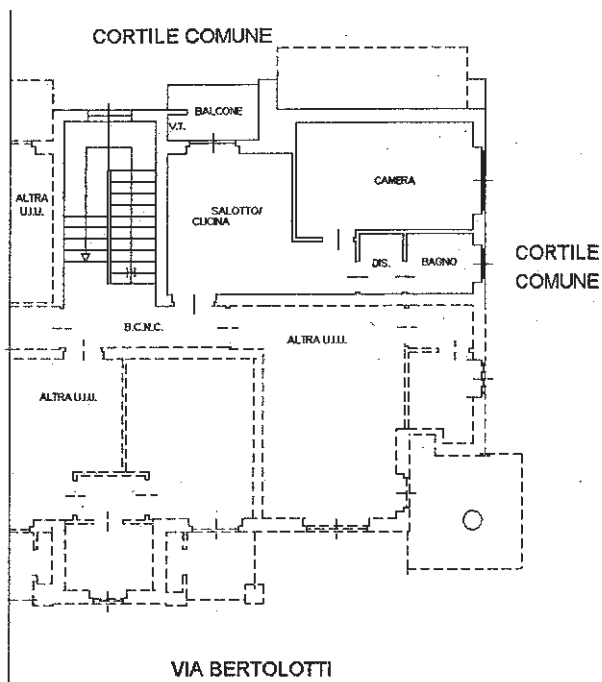 CORTILE COMUNE
BALCONE
V.T.
CAMERA
ALTRA
U.I.U.
SALOTTO/
CUCINA
DIS.
BAGNO
CORTILE
COMUNE
B.C.N.C.
ALTRA U.I.U.
ALTRA U.I.U.
VIA BERTOLOTTI